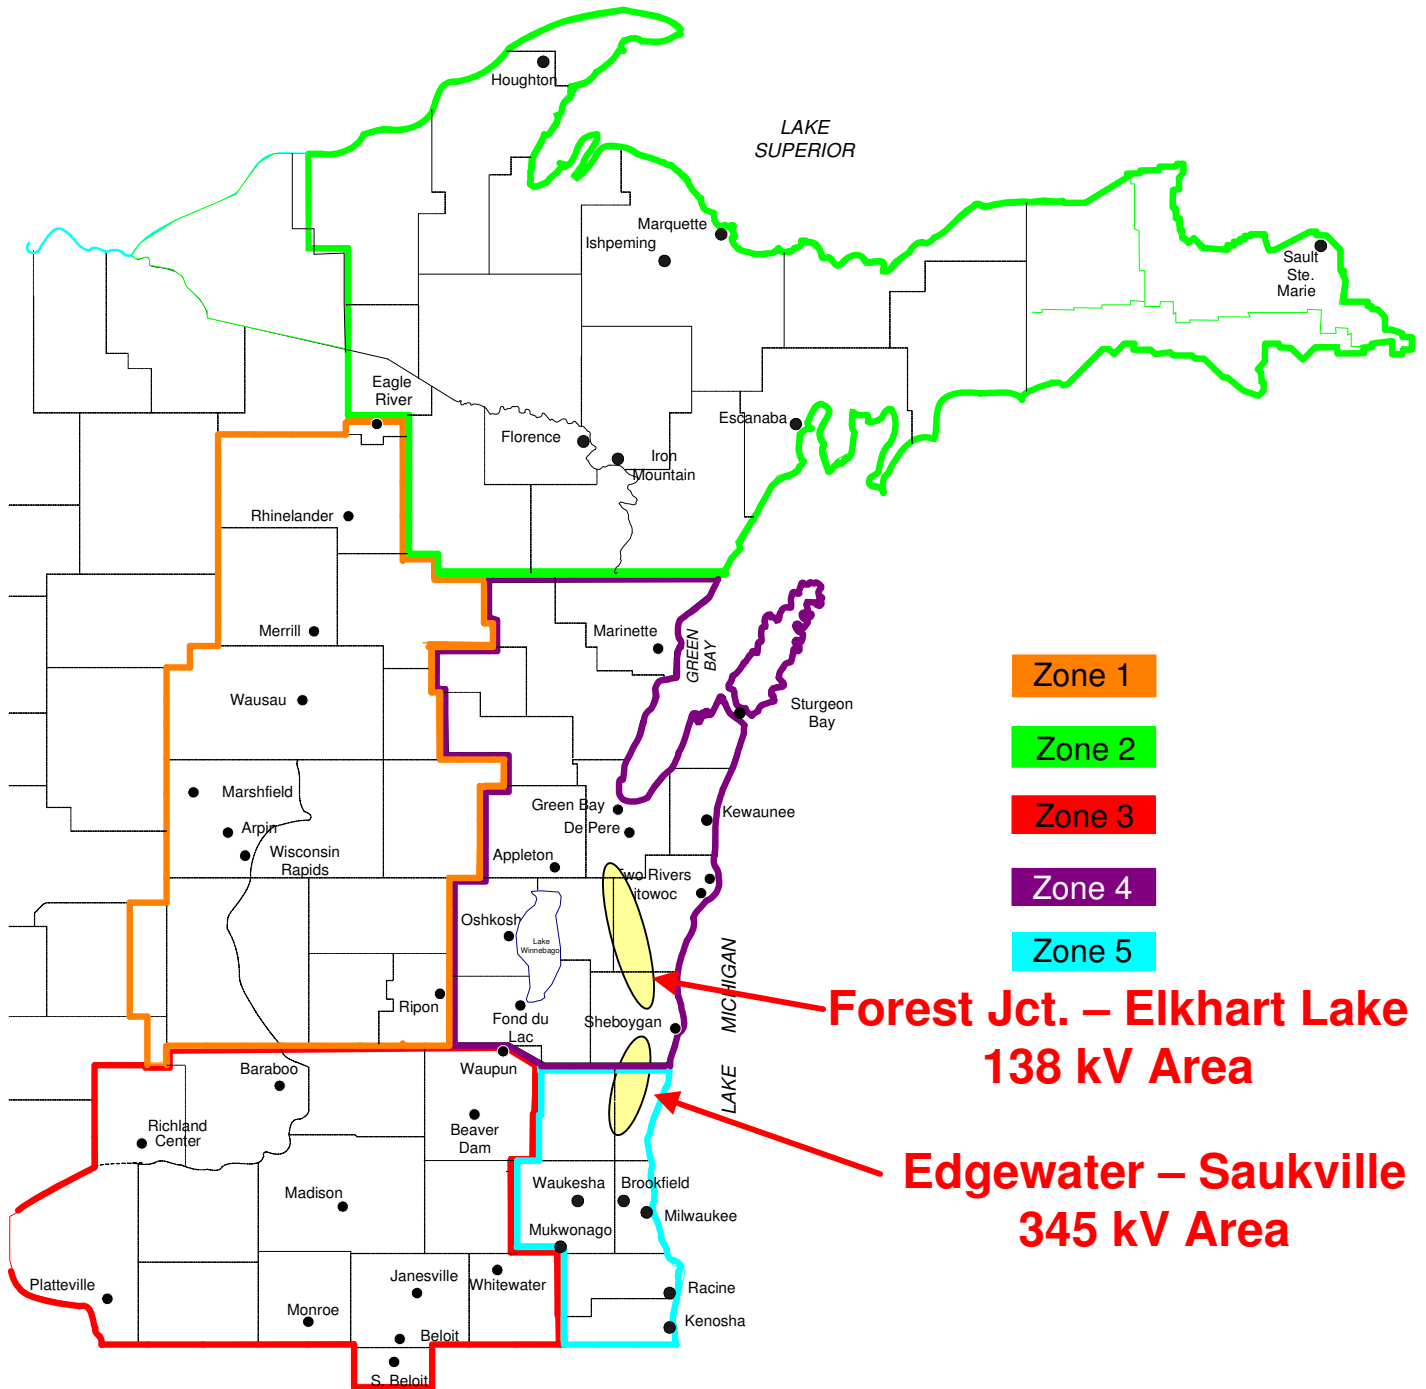 Houghton
LAKE
SUPERIOR
Marquette
Ishpeming
Sault
Ste.
Marie
Eagle
River
Escanaba
Florence
Iron
Mountain
Rhinelander
Merrill
Marinette
GREEN
BAY
Zone 1
Wausau
Sturgeon
Bay
Zone 2
Marshfield
Green Bay
Kewaunee
Zone 3
Arpin
De Pere
Wisconsin
Rapids
Appleton
Two Rivers
itowoc
Zone 4
Oshkosh
Lake
Winnebago
Zone 5
MICHIGAN
Ripon
Fond du
Lac
Sheboygan
Forest Jct. – Elkhart Lake
138 kV Area
Baraboo
Waupun
LAKE
Richland
Center
Beaver
Dam
Edgewater – Saukville
345 kV Area
Madison
Waukesha
Brookfield
Milwaukee
Mukwonago
Platteville
Janesville
Whitewater
Racine
Monroe
Beloit
Kenosha
S. Beloit